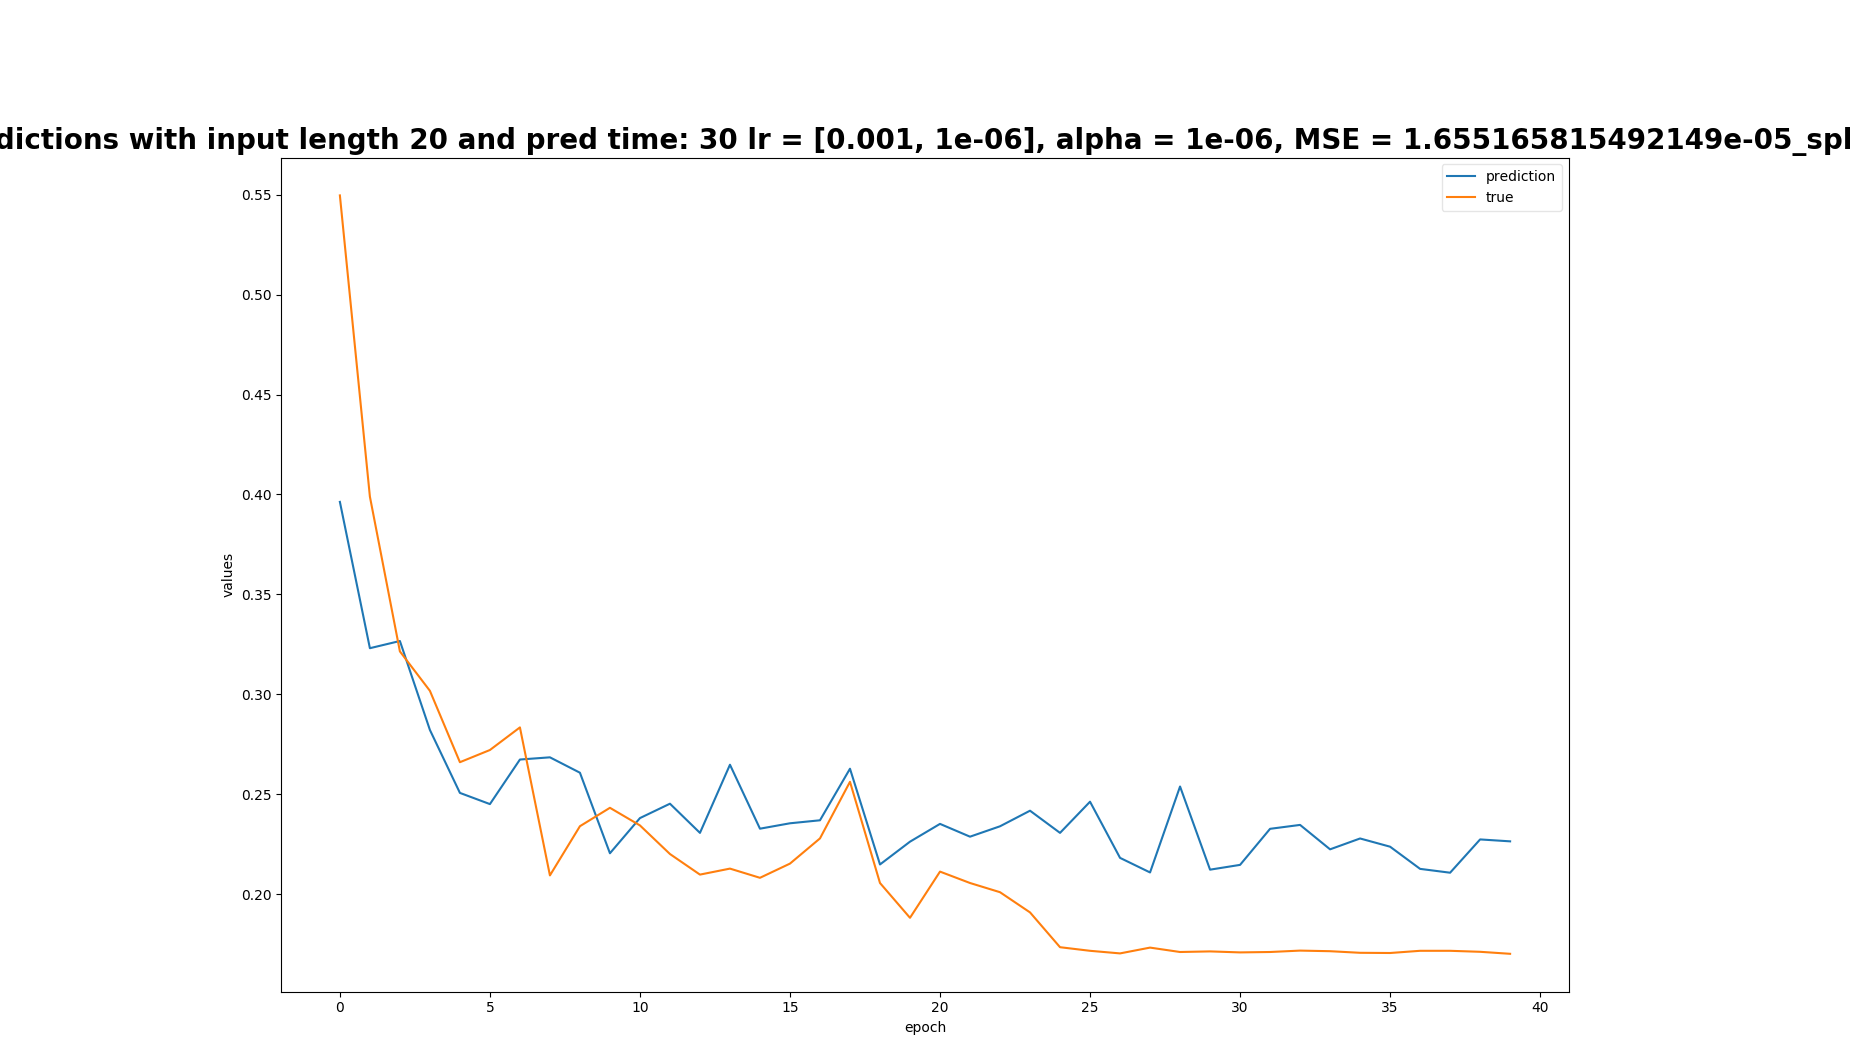 dictions with input length 20 and pred time: 30 lr = [0.001, 1e-06], alpha = 1e-06, MSE = 1.655165815492149e-05_spl
prediction
true
0.55
0.50
0.45
0.40
0.35
0.30
0.25
0.20
values
0 5 10 15 20 25 30 35 40
epoch